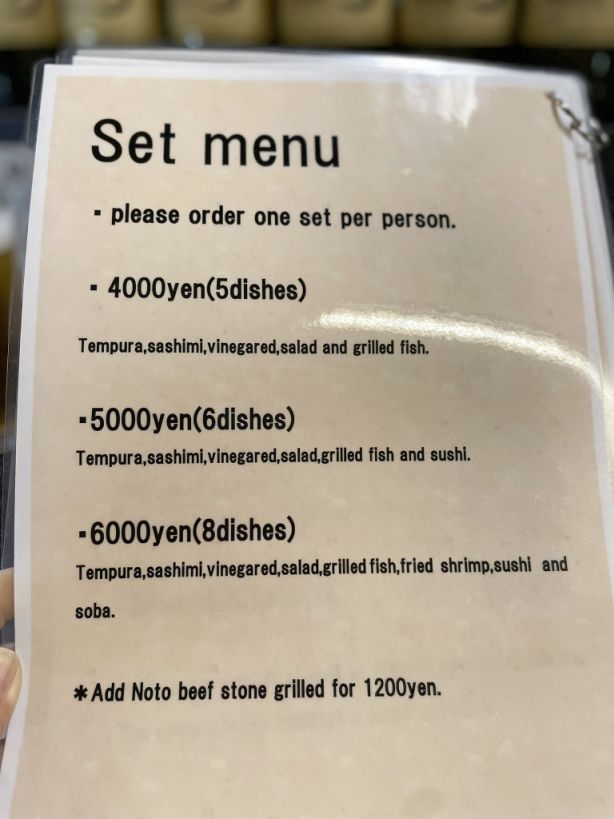 Set menu
▪ please order one set per person.
▪ 4000yen(5dishes)
Tempura,sashimi,vinegared,salad and grilled fish.
▪5000yen(6dishes)
Tempura,sashimi,vinegared,salad,grilled fish and sushi.
▪6000yen(8dishes)
Tempura,sashimi,vinegared,salad,grilled fish,fried shrimp,sushi and
soba.
＊Add Noto beef stone grilled for 1200yen.